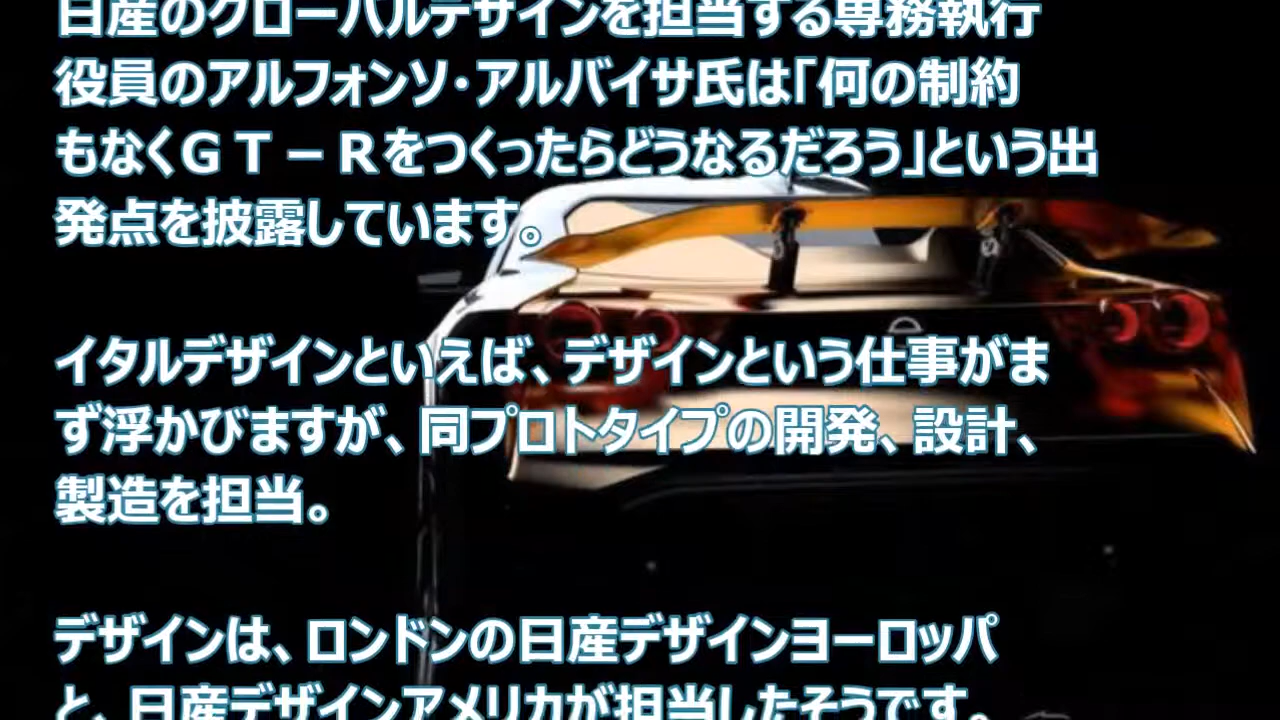 日産のグローバルデザインを担当する専務執行
役員のアルフォンソ・アルバイサ氏は「何の制約
もなくＧＴ－Ｒをつくったらどうなるだろう」という出
発点を披露しています。
イタルデザインといえば、デザインという仕事がま
ず浮かびますが、同プロトタイプの開発、設計、
製造を担当。
デザインは、ロンドンの日産デザインヨーロッパ
と、日産デザインアメリカが担当したそうです。